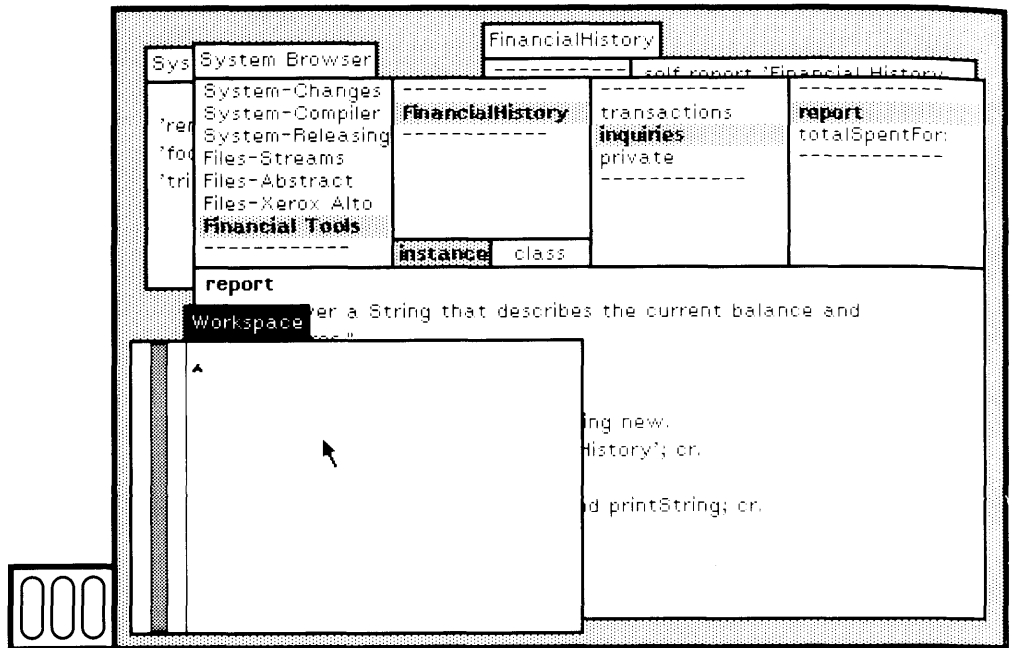 FinancialHistory
self report 'Financial History
Sys
System Browser
'ren
'foo
'tri
System-Changes
System-Compiler
System-Releasing
Files-Streams
Files-Abstract
Files-Xerox Alto
Financial Tools
FinancialHistory
instance
class
transactions
inquiries
private
report
totalSpentFor:
report
ver a String that describes the current balance and
Workspace
ing new.
History'; cr.
d printString; cr.